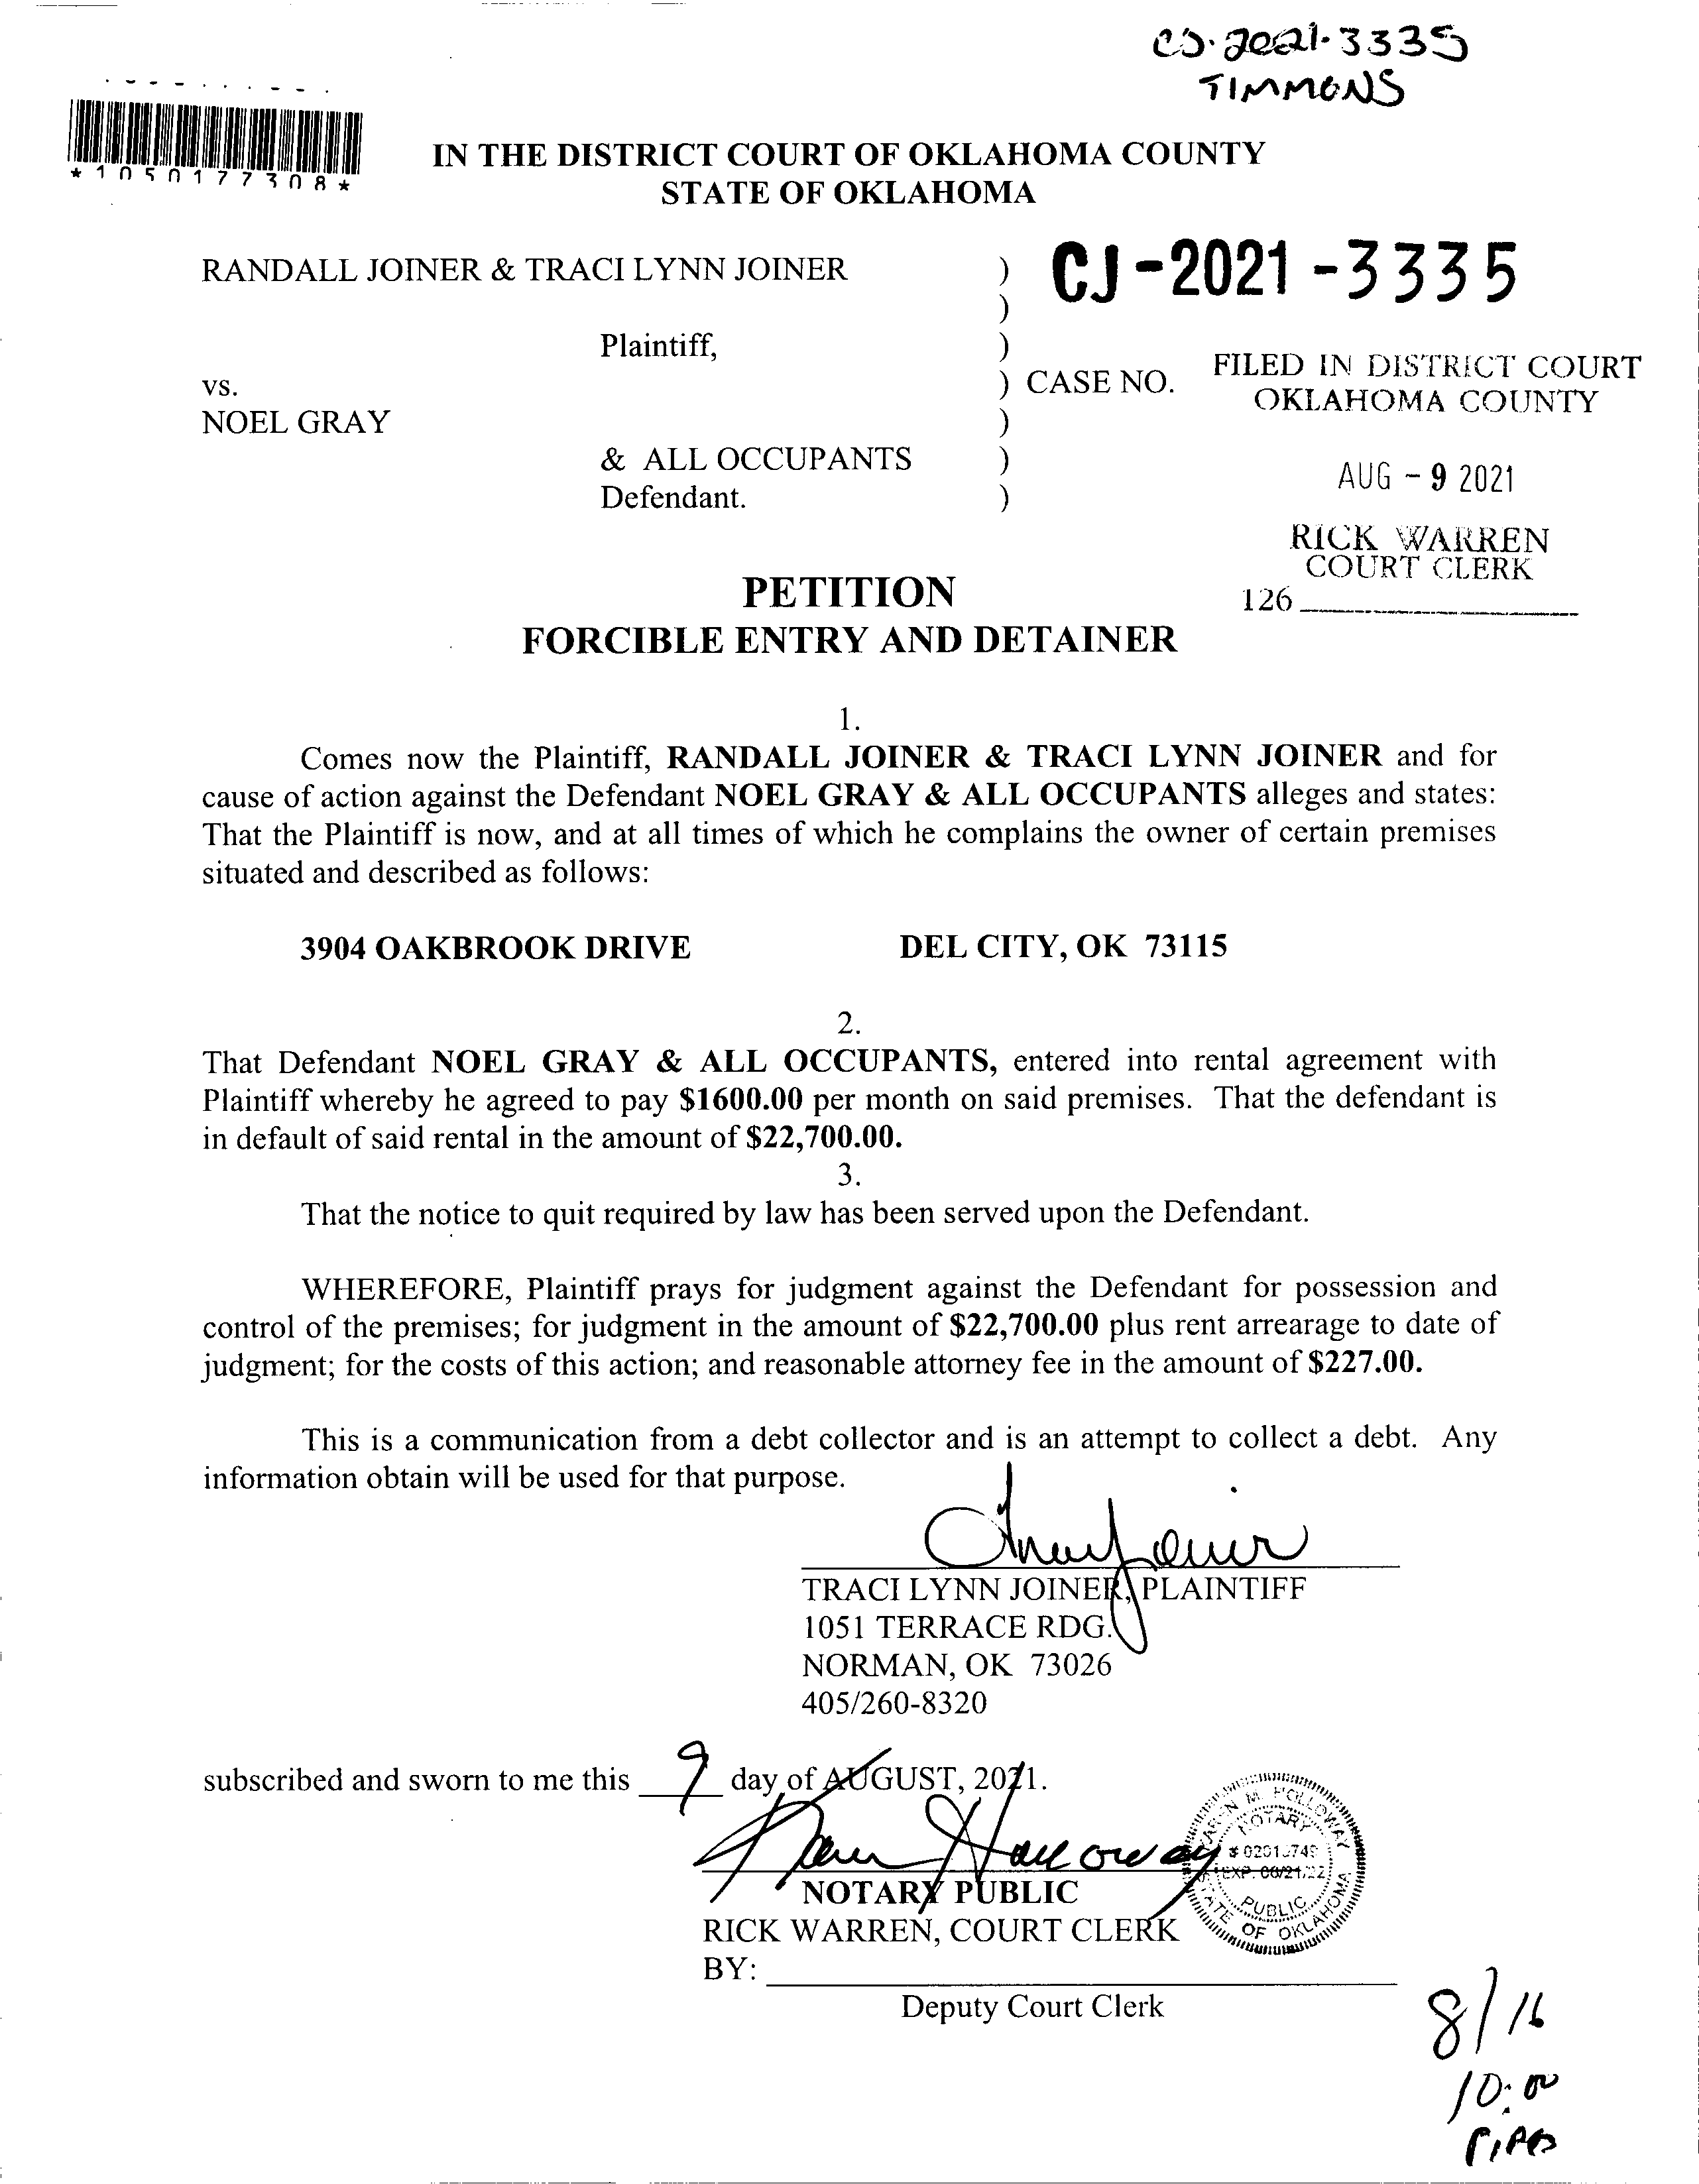 CJ-2021-3335
TIMMONS
*1050177308*
IN THE DISTRICT COURT OF OKLAHOMA COUNTY
STATE OF OKLAHOMA
RANDALL JOINER & TRACI LYNN JOINER )
CJ-2021-3335
)
Plaintiff, )
vs. ) CASE NO.
FILED IN DISTRICT COURT
OKLAHOMA COUNTY
NOEL GRAY )
& ALL OCCUPANTS )
Defendant. )
AUG - 9 2021
RICK WARREN
COURT CLERK
126
PETITION
FORCIBLE ENTRY AND DETAINER
1.
Comes now the Plaintiff, RANDALL JOINER & TRACI LYNN JOINER and for
cause of action against the Defendant NOEL GRAY & ALL OCCUPANTS alleges and states:
That the Plaintiff is now, and at all times of which he complains the owner of certain premises
situated and described as follows:
3904 OAKBROOK DRIVE DEL CITY, OK 73115
2.
That Defendant NOEL GRAY & ALL OCCUPANTS, entered into rental agreement with
Plaintiff whereby he agreed to pay $1600.00 per month on said premises. That the defendant is
in default of said rental in the amount of $22,700.00.
3.
That the notice to quit required by law has been served upon the Defendant.
WHEREFORE, Plaintiff prays for judgment against the Defendant for possession and
control of the premises; for judgment in the amount of $22,700.00 plus rent arrearage to date of
judgment; for the costs of this action; and reasonable attorney fee in the amount of $227.00.
This is a communication from a debt collector and is an attempt to collect a debt. Any
information obtain will be used for that purpose.
TRACI LYNN JOINER, PLAINTIFF
1051 TERRACE RDG.
NORMAN, OK 73026
405/260-8320
subscribed and sworn to me this 9 day of AUGUST, 2021.
Karen Holloway
KAREN M. HOLLOWAY
NOTARY
EXP. 06/21/22
PUBLIC
STATE OF OKLAHOMA
NOTARY PUBLIC
RICK WARREN, COURT CLERK
BY:
Deputy Court Clerk
8/16
10:00